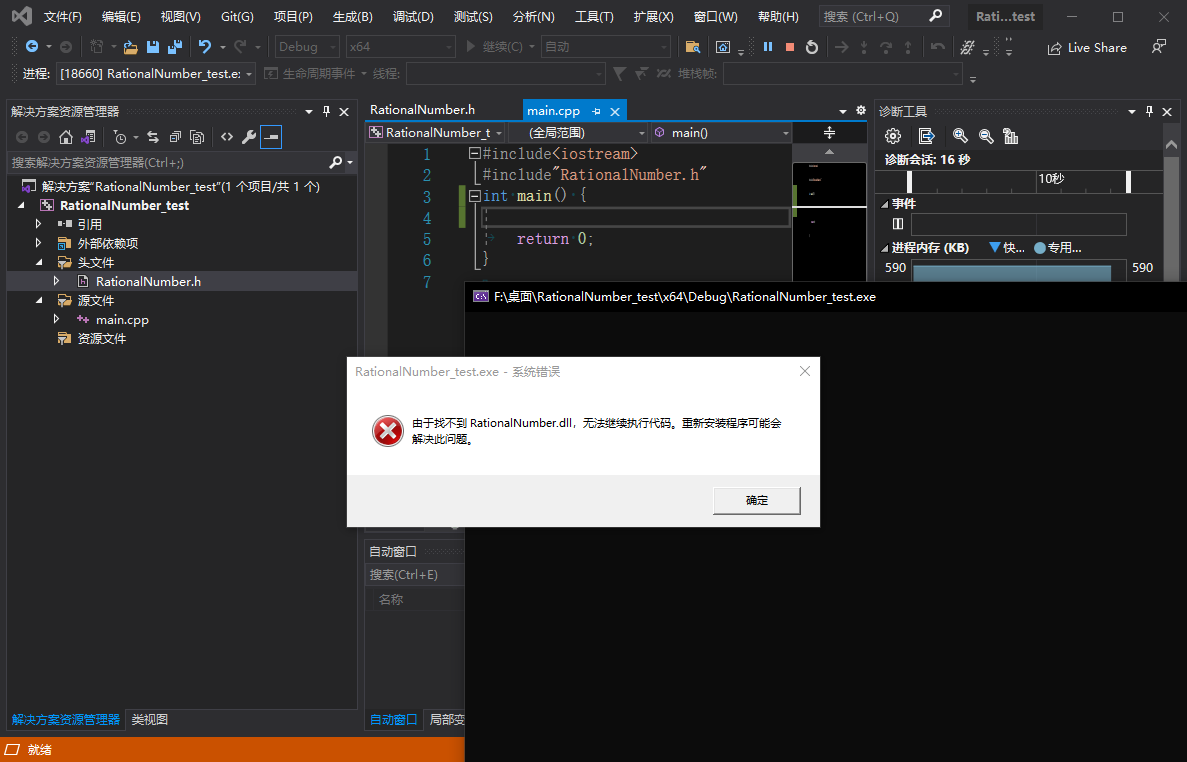 文件(F) 编辑(E) 视图(V) Git(G) 项目(P) 生成(B) 调试(D) 测试(S) 分析(N) 工具(T) 扩展(X) 窗口(W) 帮助(H) 搜索 (Ctrl+Q) Rati...test
Debug x64 继续(C) 自动 Live Share
进程: [18660] RationalNumber_test.e: 生命周期事件 线程: 堆栈帧:
解决方案资源管理器
搜索解决方案资源管理器(Ctrl+;)
解决方案"RationalNumber_test"(1 个项目/共 1 个)
RationalNumber_test
引用
外部依赖项
头文件
RationalNumber.h
源文件
main.cpp
资源文件
解决方案资源管理器 类视图
RationalNumber.h main.cpp
RationalNumber_t (全局范围) main()
1 #include<iostream>
2 #include"RationalNumber.h"
3 int main() {
4
5 return 0;
6 }
7
诊断工具
诊断会话: 16 秒
10秒
事件
进程内存 (KB) 快... 专用...
590 590
F:\桌面\RationalNumber_test\x64\Debug\RationalNumber_test.exe
RationalNumber_test.exe - 系统错误
由于找不到 RationalNumber.dll，无法继续执行代码。重新安装程序可能会
解决此问题。
确定
自动窗口
搜索(Ctrl+E)
名称
自动窗口 局部变
就绪